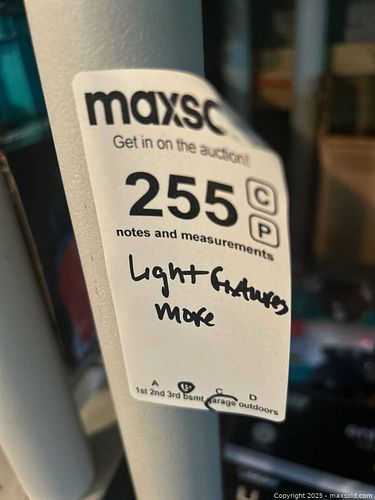 maxso
Get in on the auction!
255 C
P
notes and measurements
Light fixtures
more
A B C D
1st 2nd 3rd bsmt garage outdoors
Copyright 2025 - maxsold.com